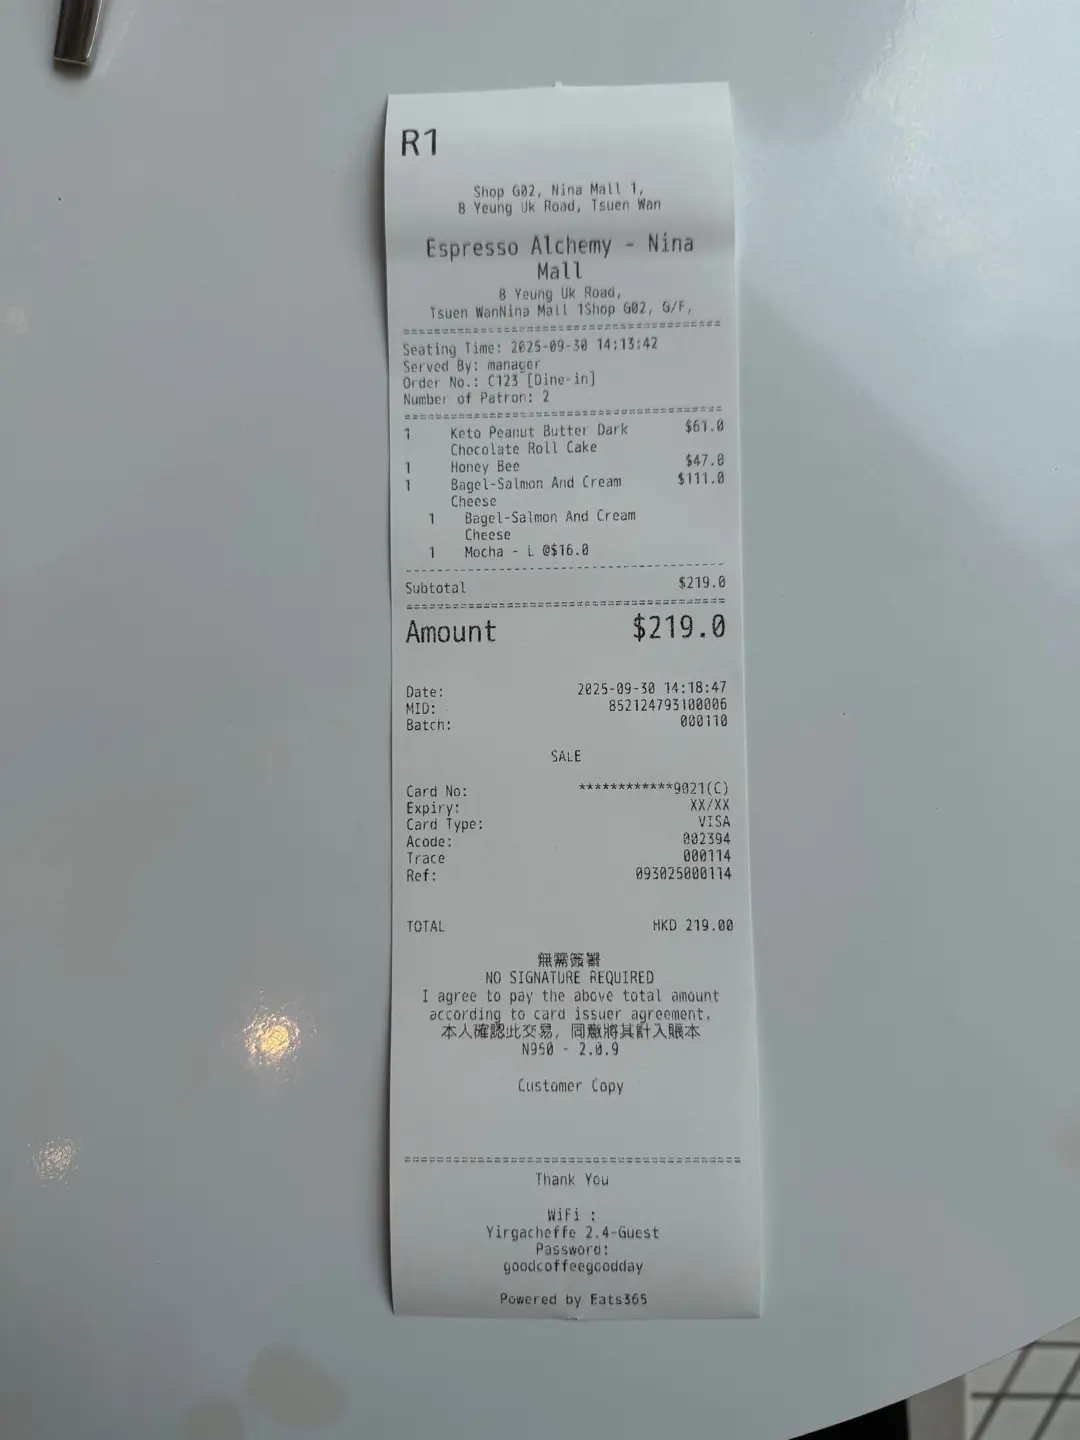 R1
Shop G02, Nina Mall 1,
8 Yeung Uk Road, Tsuen Wan
Espresso Alchemy - Nina
Mall
8 Yeung Uk Road,
Tsuen WanNina Mall 1Shop G02, G/F,
Seating Time: 2025-09-30 14:13:42
Served By: manager
Order No.: C123 [Dine-in]
Number of Patron: 2
1 Keto Peanut Butter Dark $61.0
Chocolate Roll Cake
1 Honey Bee $47.0
1 Bagel-Salmon And Cream $111.0
Cheese
1 Bagel-Salmon And Cream
Cheese
1 Mocha - L @$16.0
Subtotal $219.0
Amount $219.0
Date: 2025-09-30 14:18:47
MID: 852124793100006
Batch: 000110
SALE
Card No: ************9021(C)
Expiry: XX/XX
Card Type: VISA
Acode: 002394
Trace 000114
Ref: 093025000114
TOTAL HKD 219.00
無需簽署
NO SIGNATURE REQUIRED
I agree to pay the above total amount
according to card issuer agreement.
本人確認此交易, 同意將其計入賬本
N950 - 2.0.9
Customer Copy
Thank You
WiFi :
Yirgacheffe 2.4-Guest
Password:
goodcoffeegoodday
Powered by Eats365